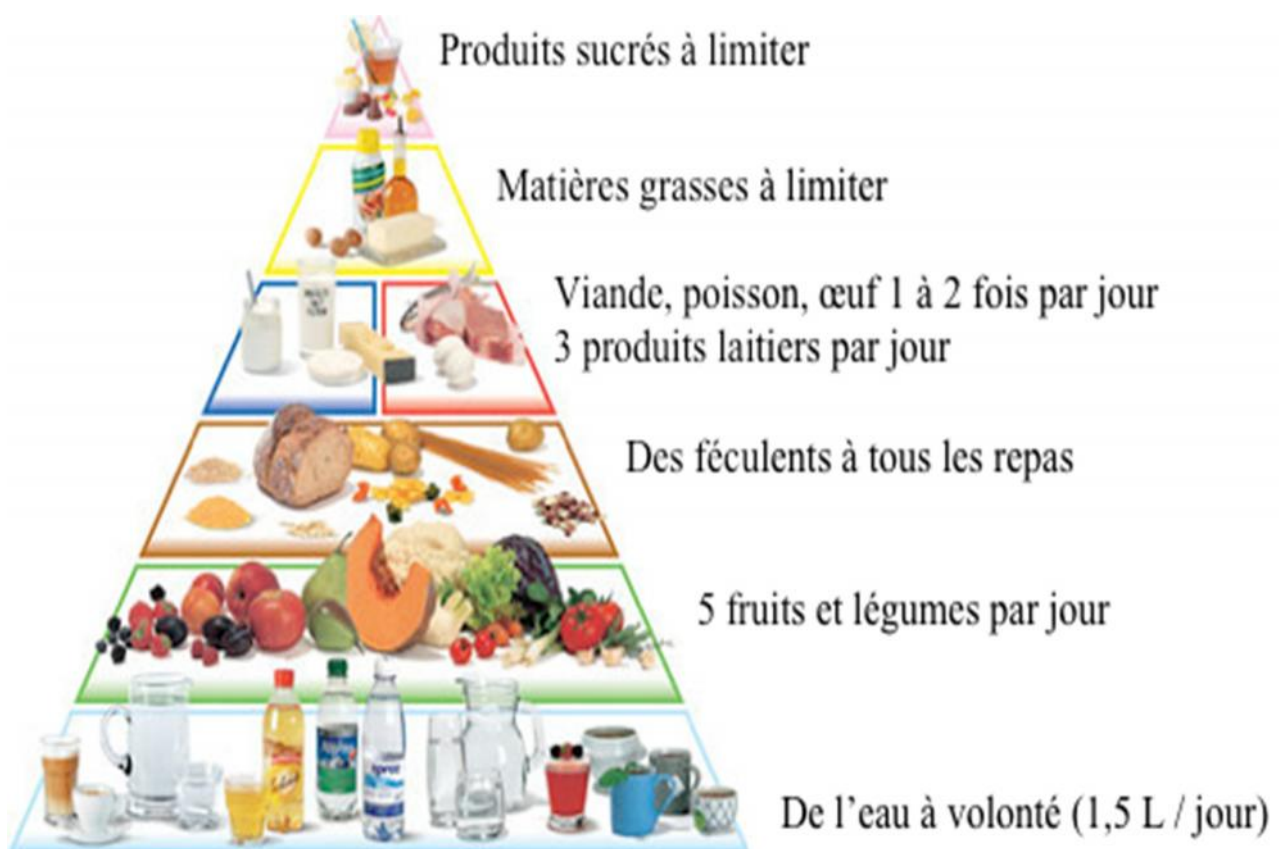 Produits sucrés à limiter
Matières grasses à limiter
Viande, poisson, œuf 1 à 2 fois par jour
3 produits laitiers par jour
Des féculents à tous les repas
5 fruits et légumes par jour
De l’eau à volonté (1,5 L / jour)